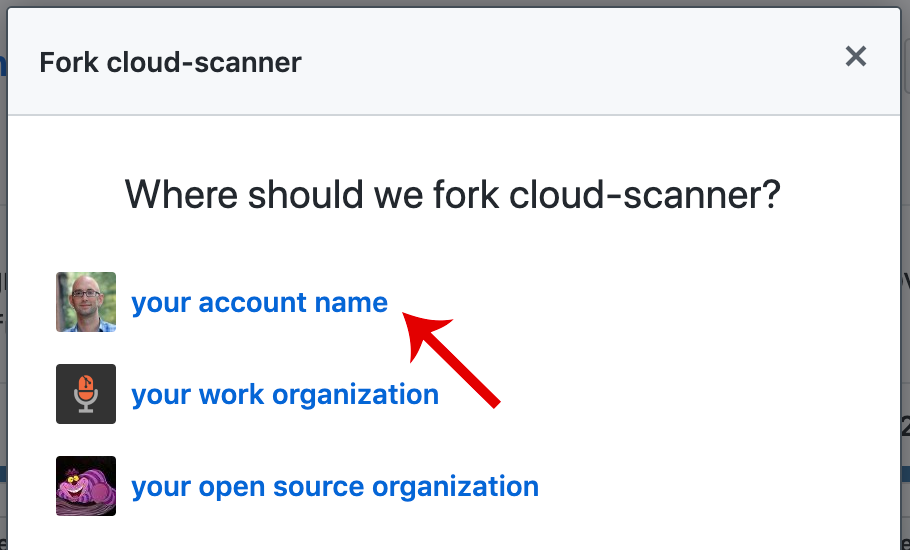 Fork cloud-scanner
Where should we fork cloud-scanner?
your account name
your work organization
your open source organization